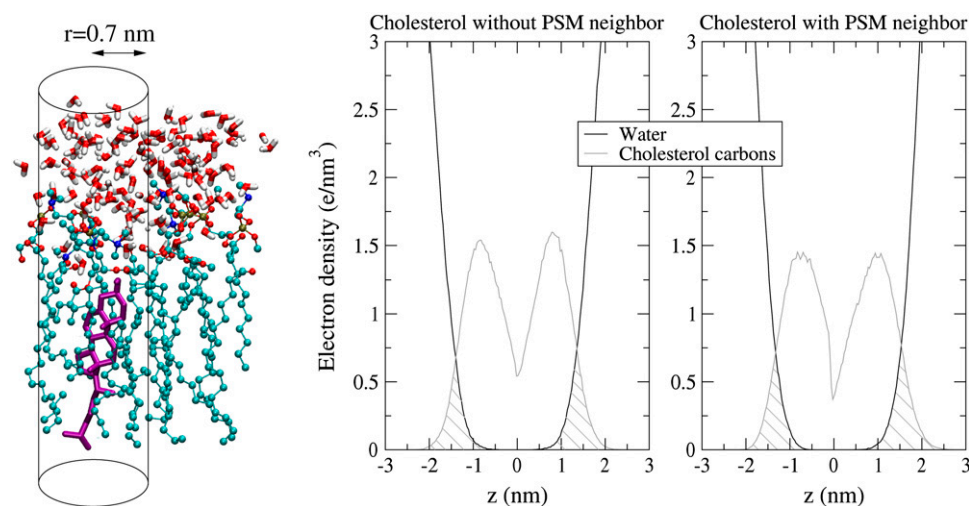 r=0.7 nm
Cholesterol without PSM neighbor
Cholesterol with PSM neighbor
Electron density (e/nm³)
3
2.5
2
1.5
1
0.5
0
3
2.5
2
1.5
1
0.5
0
Water
Cholesterol carbons
-3 -2 -1 0 1 2 3
-3 -2 -1 0 1 2 3
z (nm)
z (nm)